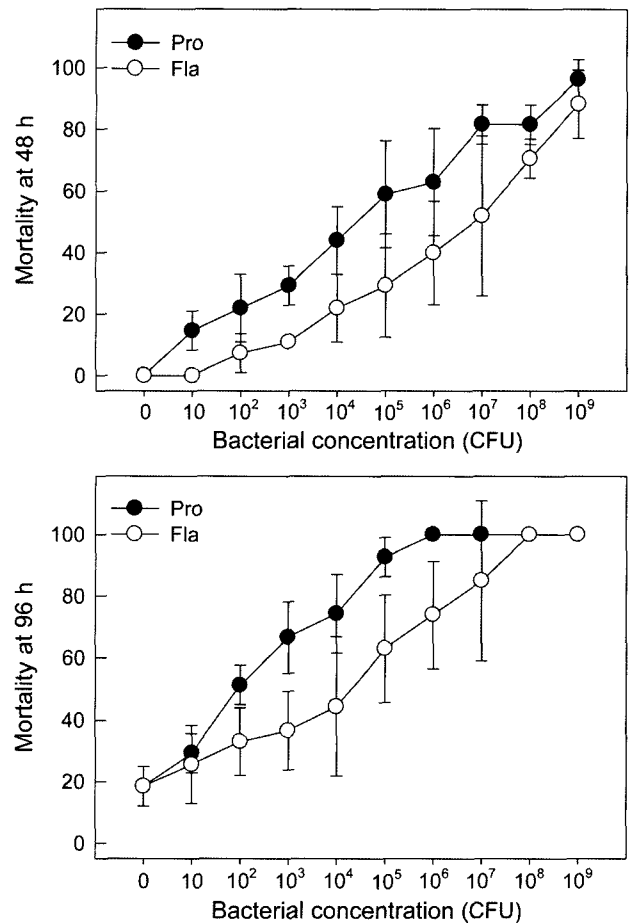 Pro
Fla
100
80
60
40
20
0
Mortality at 48 h
0 10 10² 10³ 10⁴ 10⁵ 10⁶ 10⁷ 10⁸ 10⁹
Bacterial concentration (CFU)
Pro
Fla
100
80
60
40
20
0
Mortality at 96 h
0 10 10² 10³ 10⁴ 10⁵ 10⁶ 10⁷ 10⁸ 10⁹
Bacterial concentration (CFU)